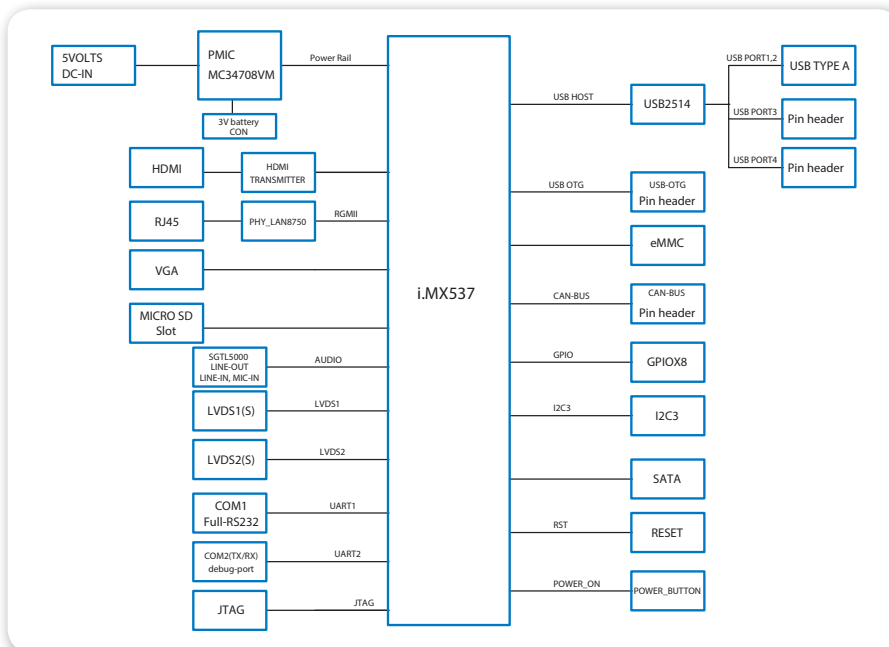 5VOLTS
DC-IN
PMIC
MC34708VM
Power Rail
3V battery
CON
HDMI
HDMI
TRANSMITTER
RJ45
PHY_LAN8750
RGMII
VGA
MICRO SD
Slot
SGTL5000
LINE-OUT
LINE-IN, MIC-IN
AUDIO
LVDS1(S)
LVDS1
LVDS2(S)
LVDS2
COM1
Full-RS232
UART1
COM2(TX/RX)
debug-port
UART2
JTAG
JTAG
i.MX537
USB HOST
USB2514
USB PORT1,2
USB TYPE A
USB PORT3
Pin header
USB PORT4
Pin header
USB OTG
USB-OTG
Pin header
eMMC
CAN-BUS
CAN-BUS
Pin header
GPIO
GPIOX8
I2C3
I2C3
SATA
RST
RESET
POWER_ON
POWER_BUTTON